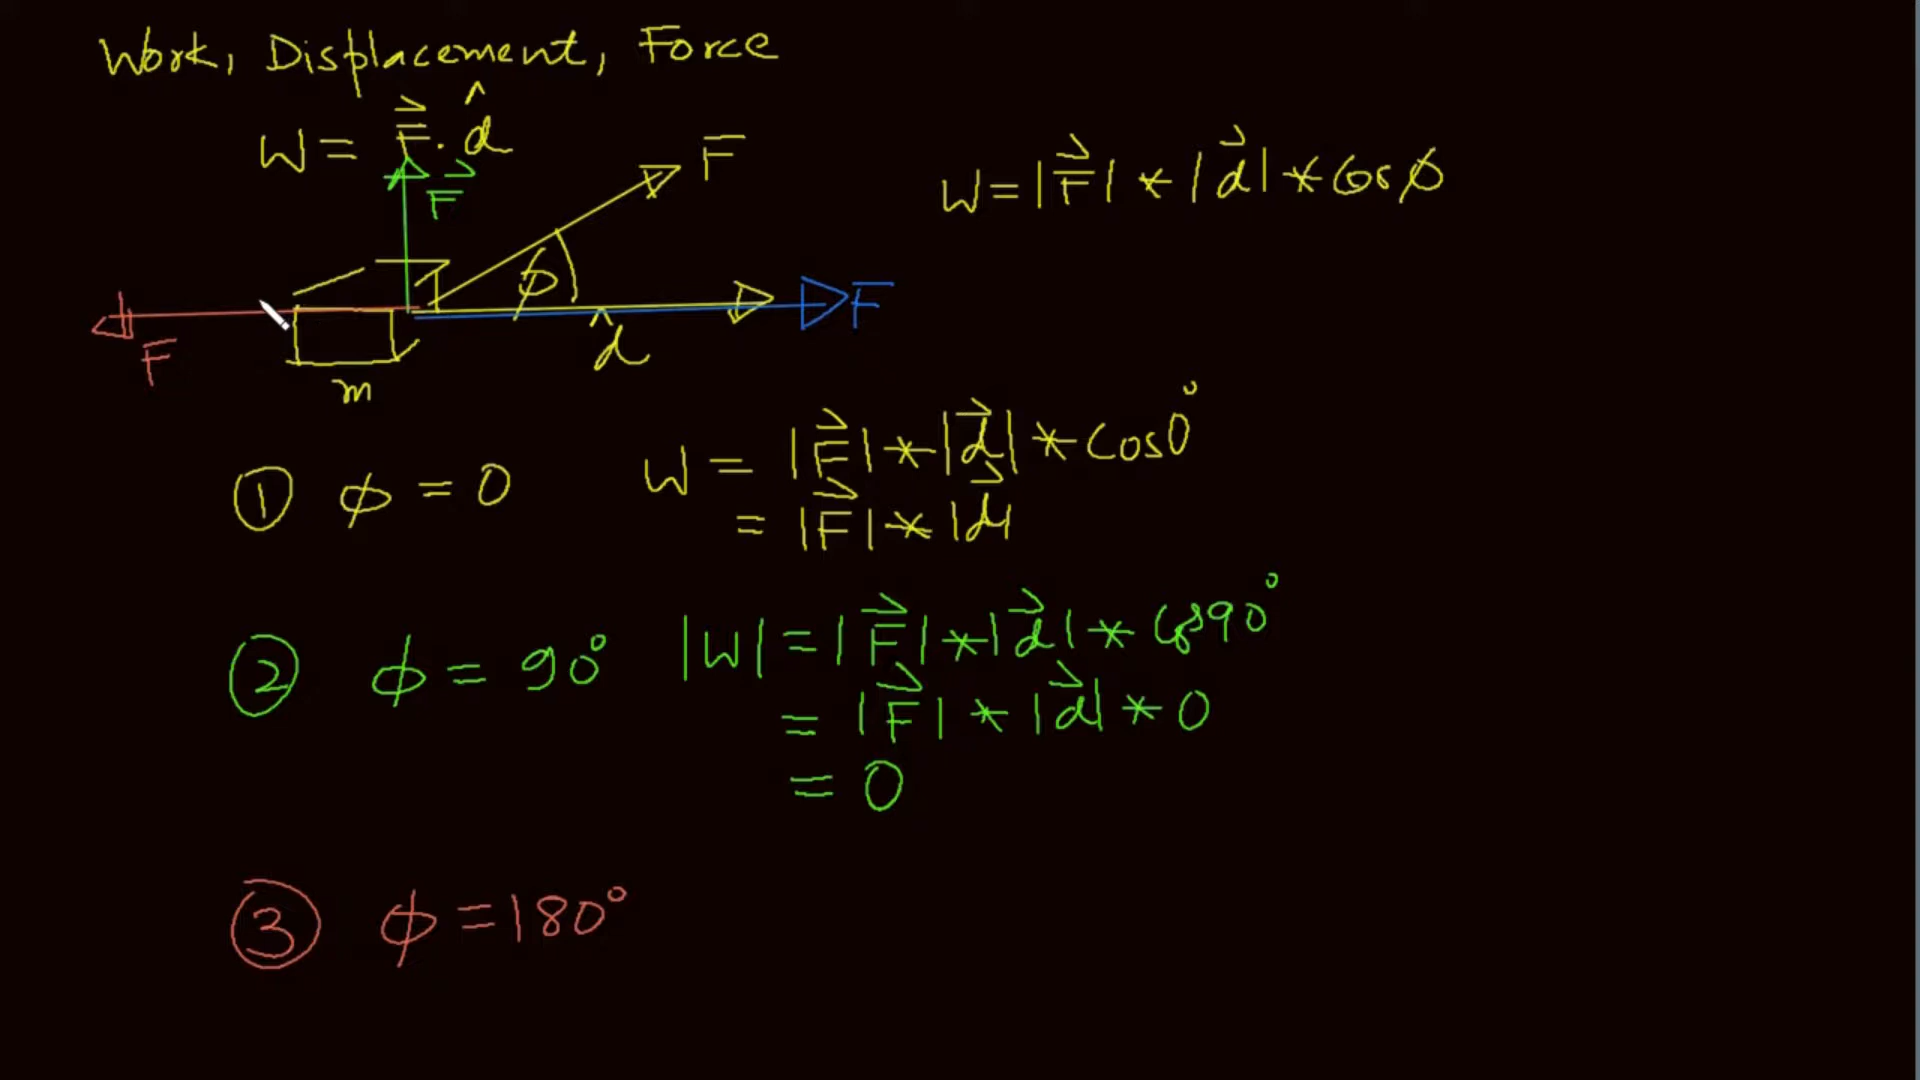 Work, Displacement, Force
W = F⃗ . d̂
W = |F⃗| * |d⃗| * Cos ϕ
F⃗
F̅
ϕ
F̅
F
d̂
m
① ϕ = 0
W = |F⃗| * |d⃗| * Cos 0°
= |F⃗| * |d⃗|
② ϕ = 90°
|W| = |F⃗| * |d⃗| * Cos 90°
= |F⃗| * |d⃗| * 0
= 0
③ ϕ = 180°